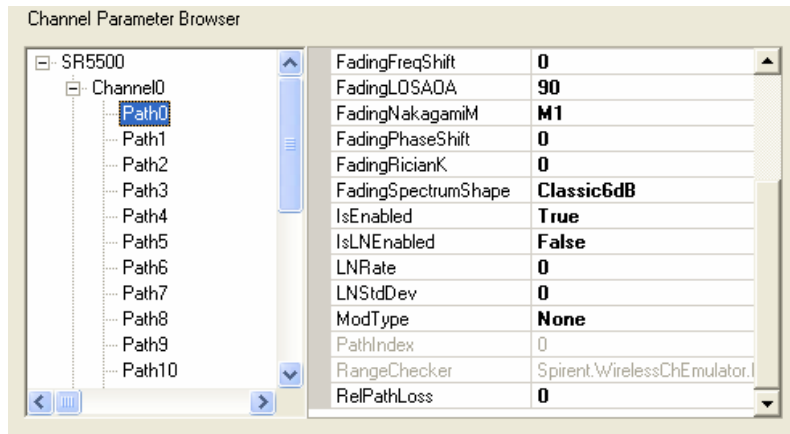 Channel Parameter Browser
SR5500
Channel0
Path0
Path1
Path2
Path3
Path4
Path5
Path6
Path7
Path8
Path9
Path10
FadingFreqShift 0
FadingLOSAOA 90
FadingNakagamiM M1
FadingPhaseShift 0
FadingRicianK 0
FadingSpectrumShape Classic6dB
IsEnabled True
IsLNEnabled False
LNRate 0
LNStdDev 0
ModType None
PathIndex 0
RangeChecker Spirent.WirelessChEmulator.
RelPathLoss 0